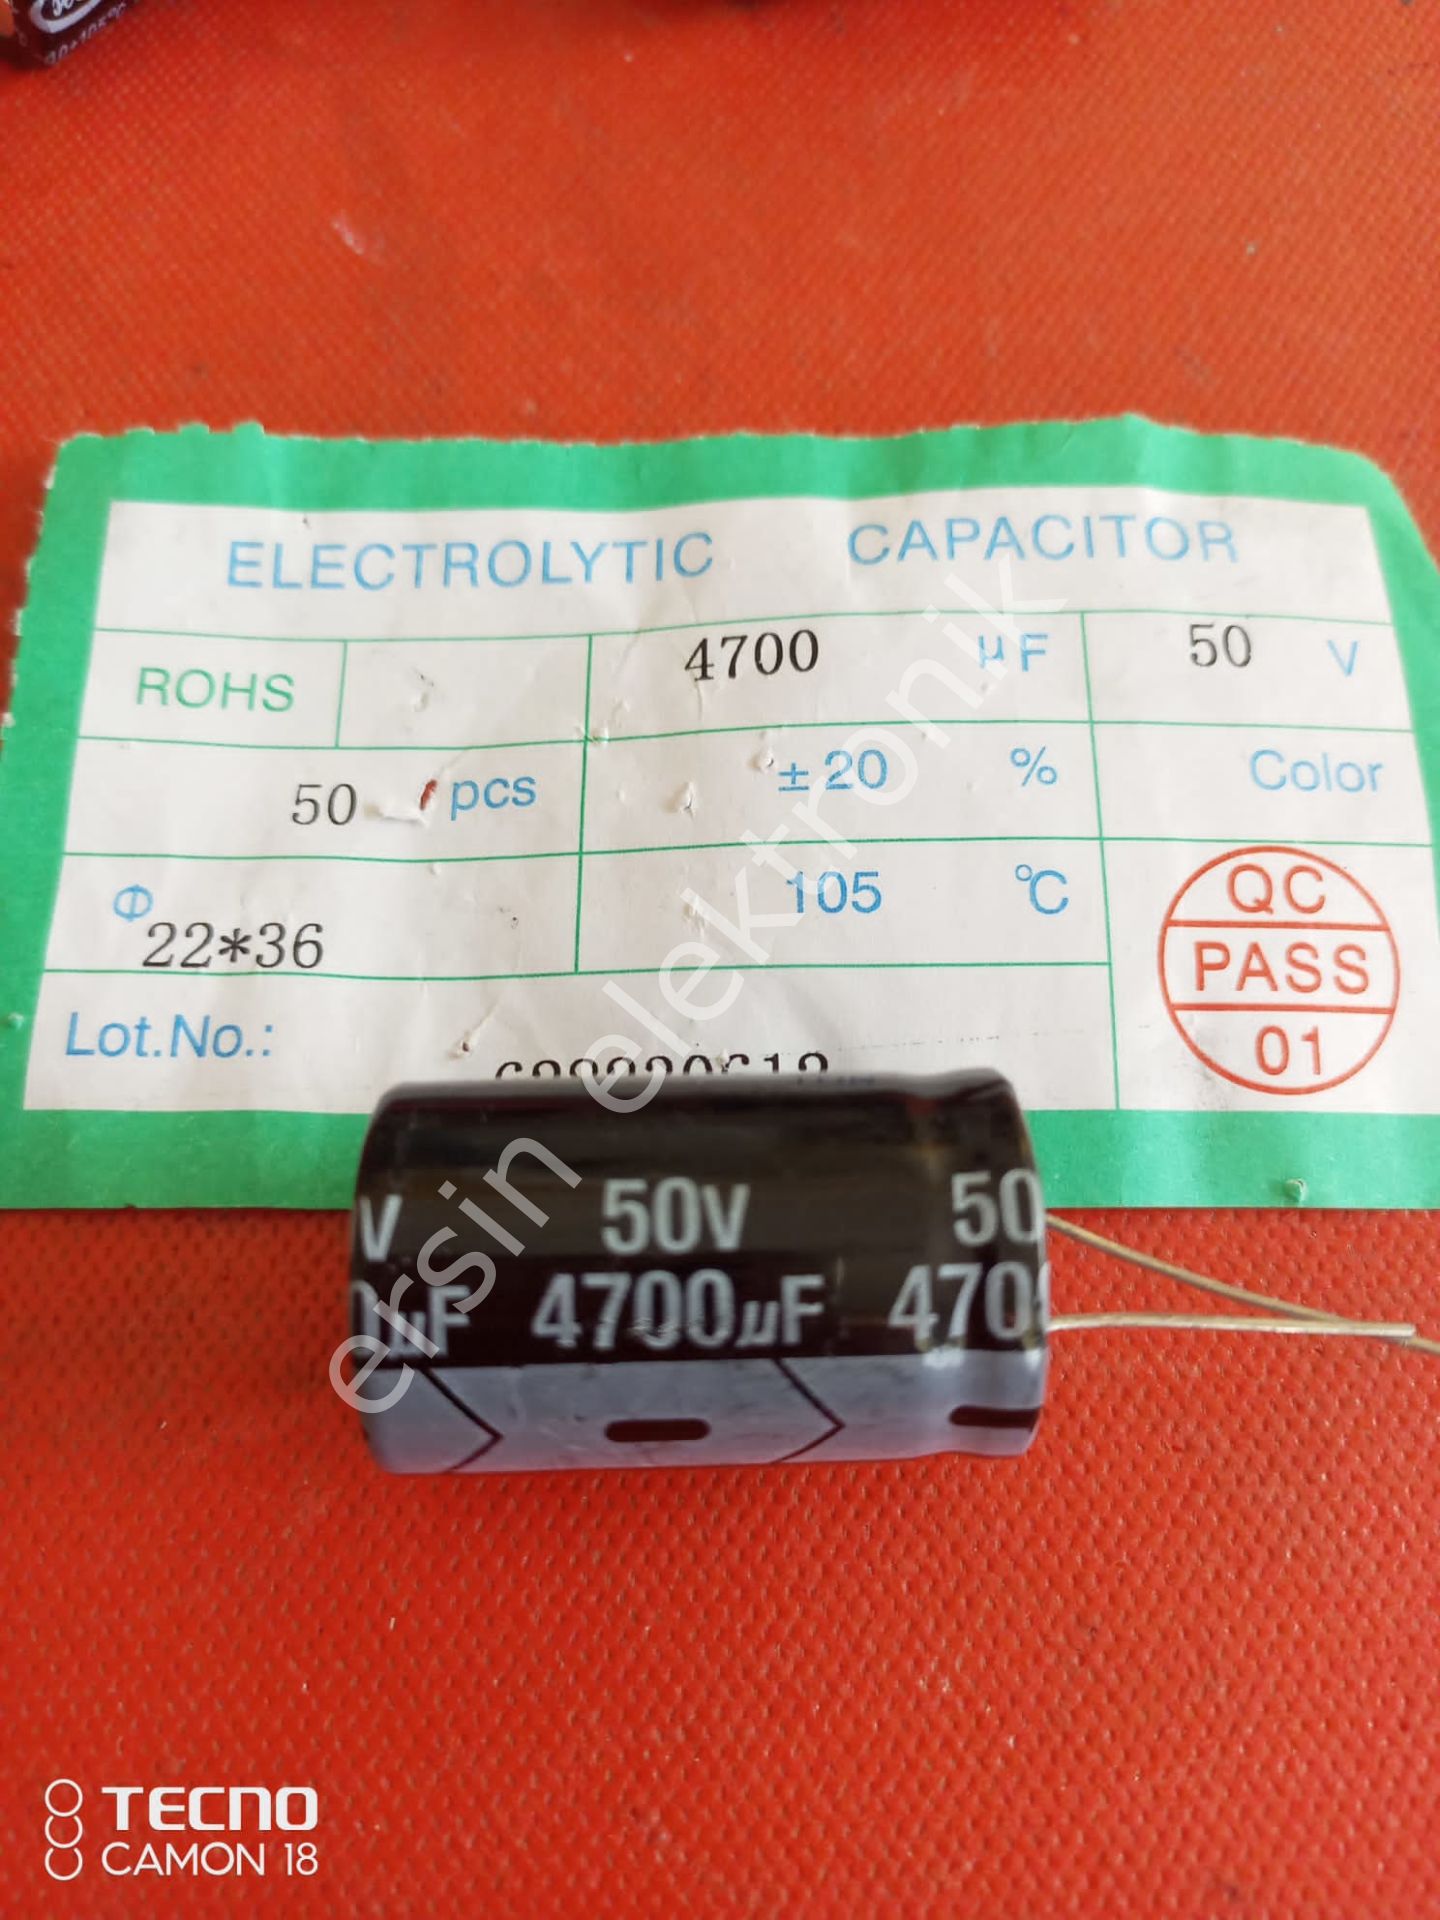 ELECTROLYTIC CAPACITOR
ROHS 4700 μF 50 V
50 pcs ±20 % Color
Φ 22*36 105 °C
QC
PASS
01
Lot.No.:
V 50V 50
0μF 4700μF 470
ersin elektronik
TECNO
CAMON 18